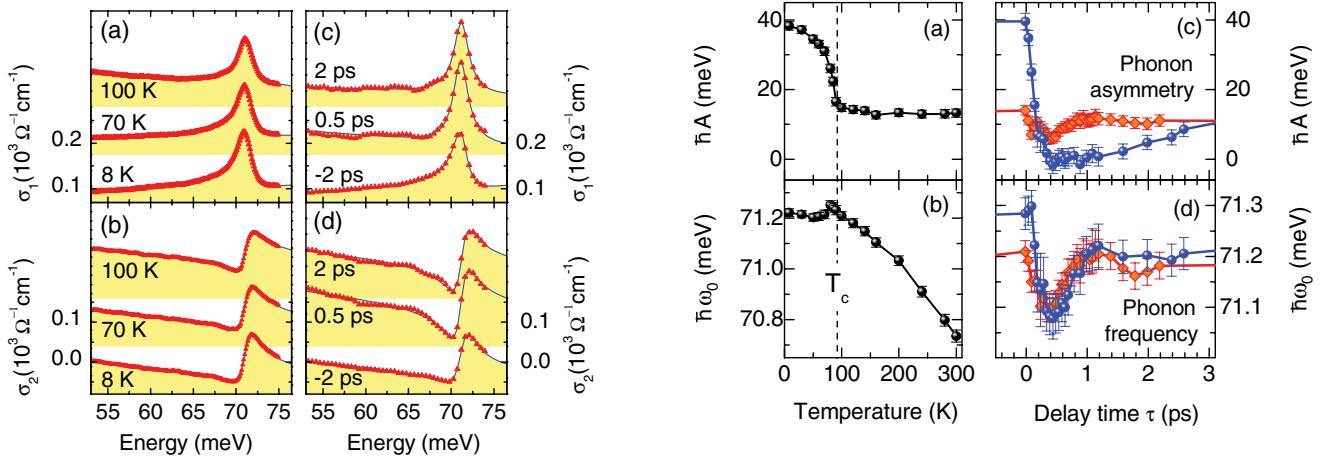 (a)
100 K
70 K
8 K
0.2
0.1
σ₁(10³ Ω⁻¹cm⁻¹)
(c)
2 ps
0.5 ps
-2 ps
0.2
0.1
σ₁(10³ Ω⁻¹cm⁻¹)
(b)
100 K
70 K
8 K
0.1
0.0
σ₂(10³ Ω⁻¹cm⁻¹)
55 60 65 70 75
Energy (meV)
(d)
2 ps
0.5 ps
-2 ps
0.1
0.0
σ₂(10³ Ω⁻¹cm⁻¹)
55 60 65 70 75
Energy (meV)
(a)
40
20
0
ħ A (meV)
(b)
71.2
71.0
70.8
ħω₀ (meV)
T_c
0 100 200 300
Temperature (K)
(c)
Phonon
asymmetry
40
20
0
ħ A (meV)
(d)
Phonon
frequency
71.3
71.2
71.1
ħω₀ (meV)
0 1 2 3
Delay time τ (ps)